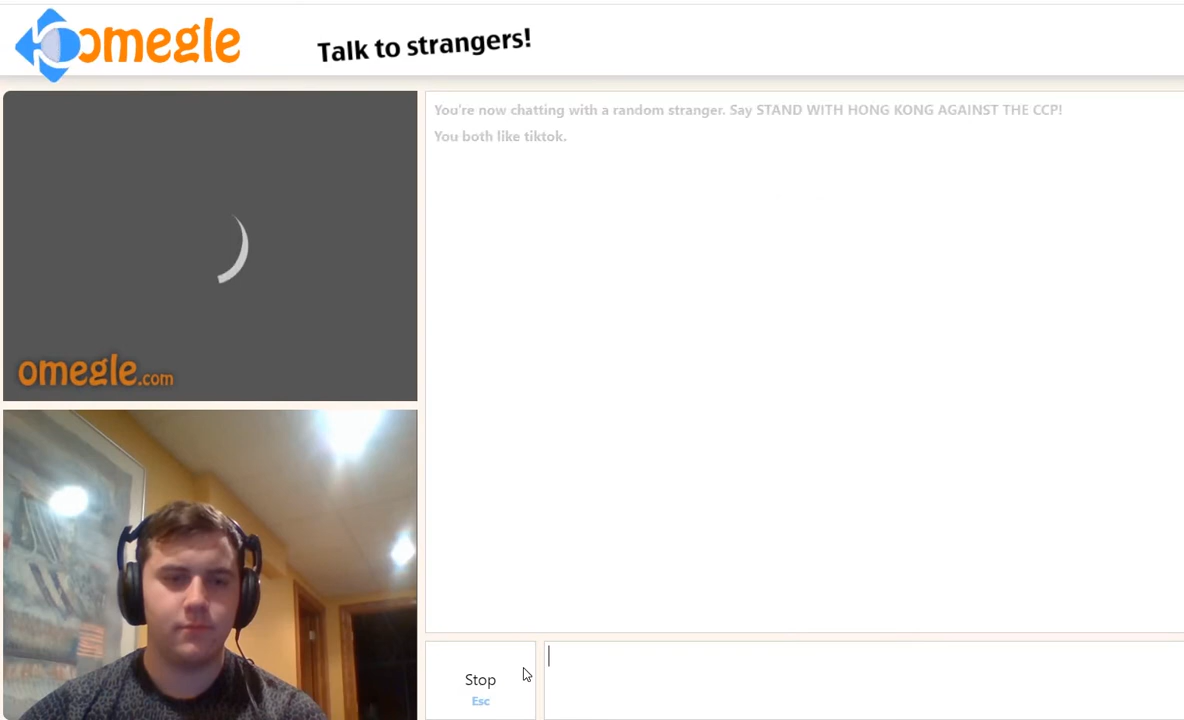 omegle
Talk to strangers!
You're now chatting with a random stranger. Say STAND WITH HONG KONG AGAINST THE CCP!
You both like tiktok.
omegle.com
Stop
Esc